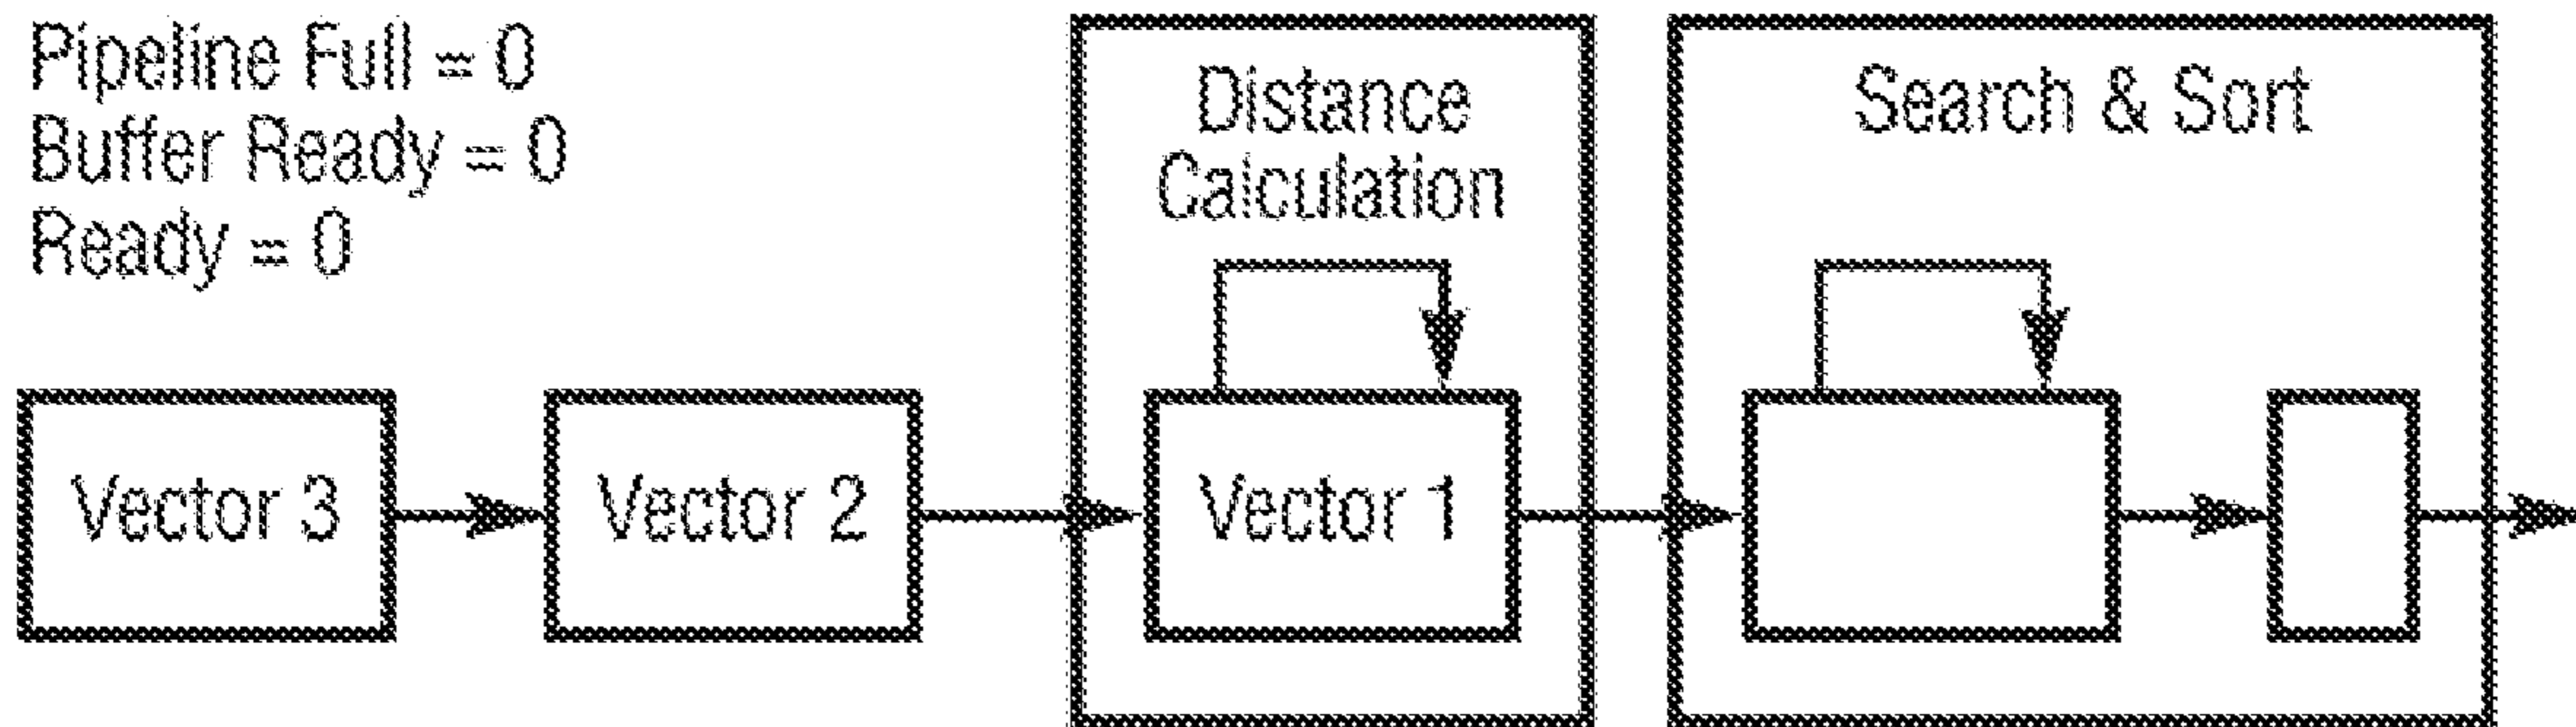 Pipeline Full = 0
Buffer Ready = 0
Ready = 0
Distance
Calculation
Search & Sort
Vector 3
Vector 2
Vector 1